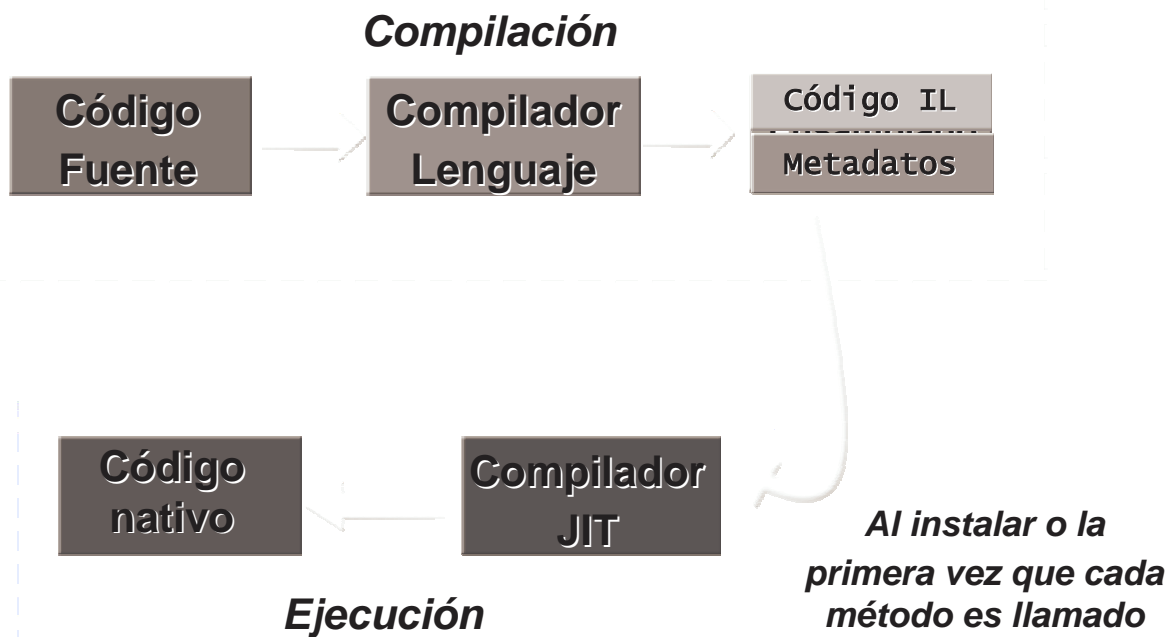 Compilación
Código
Fuente
Compilador
Lenguaje
Código IL
Metadatos
Código
nativo
Compilador
JIT
Al instalar o la
primera vez que cada
método es llamado
Ejecución